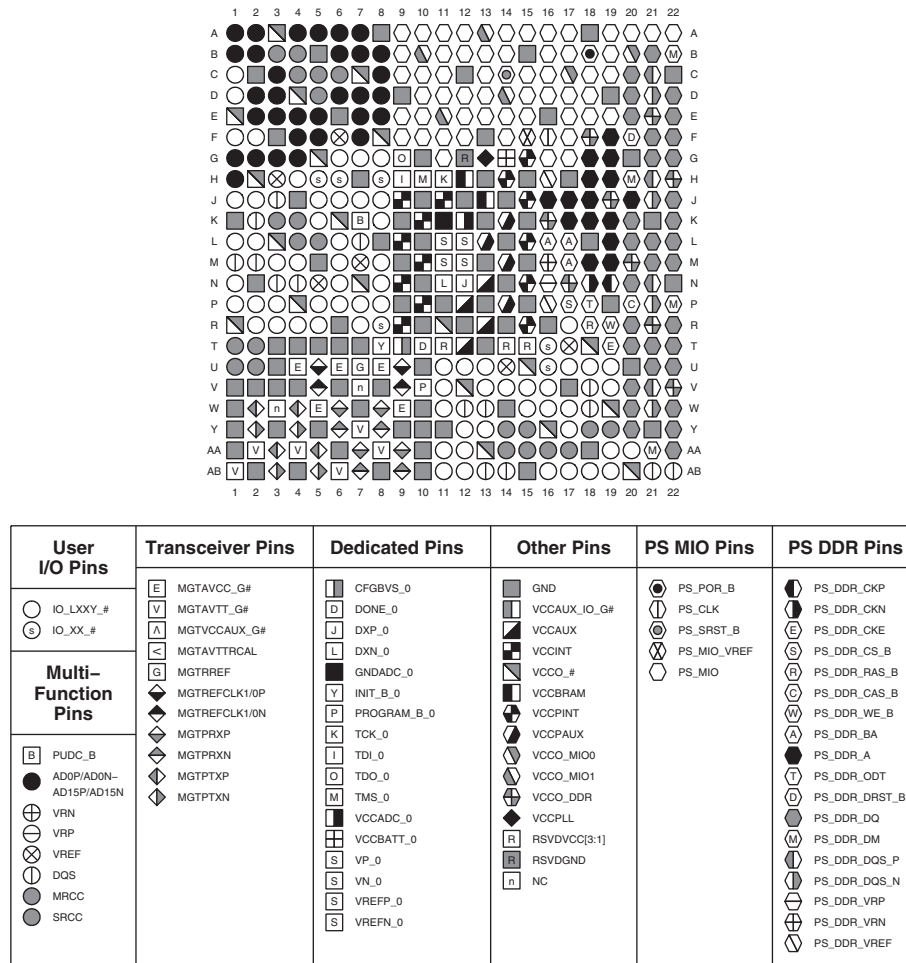 1 2 3 4 5 6 7 8 9 10 11 12 13 14 15 16 17 18 19 20 21 22
A A
B M B
C C
D D
E E
F D F
G O R G
H s s s I M K M H
J J
K B K
L S S A A L
M S S A M
N L J N
P S T C M P
R s R W R
T Y D R R R s E T
U E E G E s U
V n P V
W n E E W
Y V Y
AA V V V M AA
AB V V AB
1 2 3 4 5 6 7 8 9 10 11 12 13 14 15 16 17 18 19 20 21 22
User
I/O Pins
IO_LXXY_#
s IO_XX_#
Multi–
Function
Pins
B PUDC_B
AD0P/AD0N–
AD15P/AD15N
VRN
VRP
VREF
DQS
MRCC
SRCC
Transceiver Pins
E MGTAVCC_G#
V MGTAVTT_G#
MGTVCCAUX_G#
MGTAVTTRCAL
G MGTRREF
MGTREFCLK1/0P
MGTREFCLK1/0N
MGTPRXP
MGTPRXN
MGTPTXP
MGTPTXN
Dedicated Pins
CFGBVS_0
D DONE_0
J DXP_0
L DXN_0
GNDADC_0
Y INIT_B_0
P PROGRAM_B_0
K TCK_0
I TDI_0
O TDO_0
M TMS_0
VCCADC_0
VCCBATT_0
S VP_0
S VN_0
S VREFP_0
S VREFN_0
Other Pins
GND
VCCAUX_IO_G#
VCCAUX
VCCINT
VCCO_#
VCCBRAM
VCCPINT
VCCPAUX
VCCO_MIO0
VCCO_MIO1
VCCO_DDR
VCCPLL
R RSVDVCC[3:1]
R RSVDGND
n NC
PS MIO Pins
PS_POR_B
PS_CLK
PS_SRST_B
PS_MIO_VREF
PS_MIO
PS DDR Pins
PS_DDR_CKP
PS_DDR_CKN
E PS_DDR_CKE
S PS_DDR_CS_B
R PS_DDR_RAS_B
C PS_DDR_CAS_B
W PS_DDR_WE_B
A PS_DDR_BA
PS_DDR_A
T PS_DDR_ODT
D PS_DDR_DRST_B
PS_DDR_DQ
M PS_DDR_DM
PS_DDR_DQS_P
PS_DDR_DQS_N
PS_DDR_VRP
PS_DDR_VRN
PS_DDR_VREF